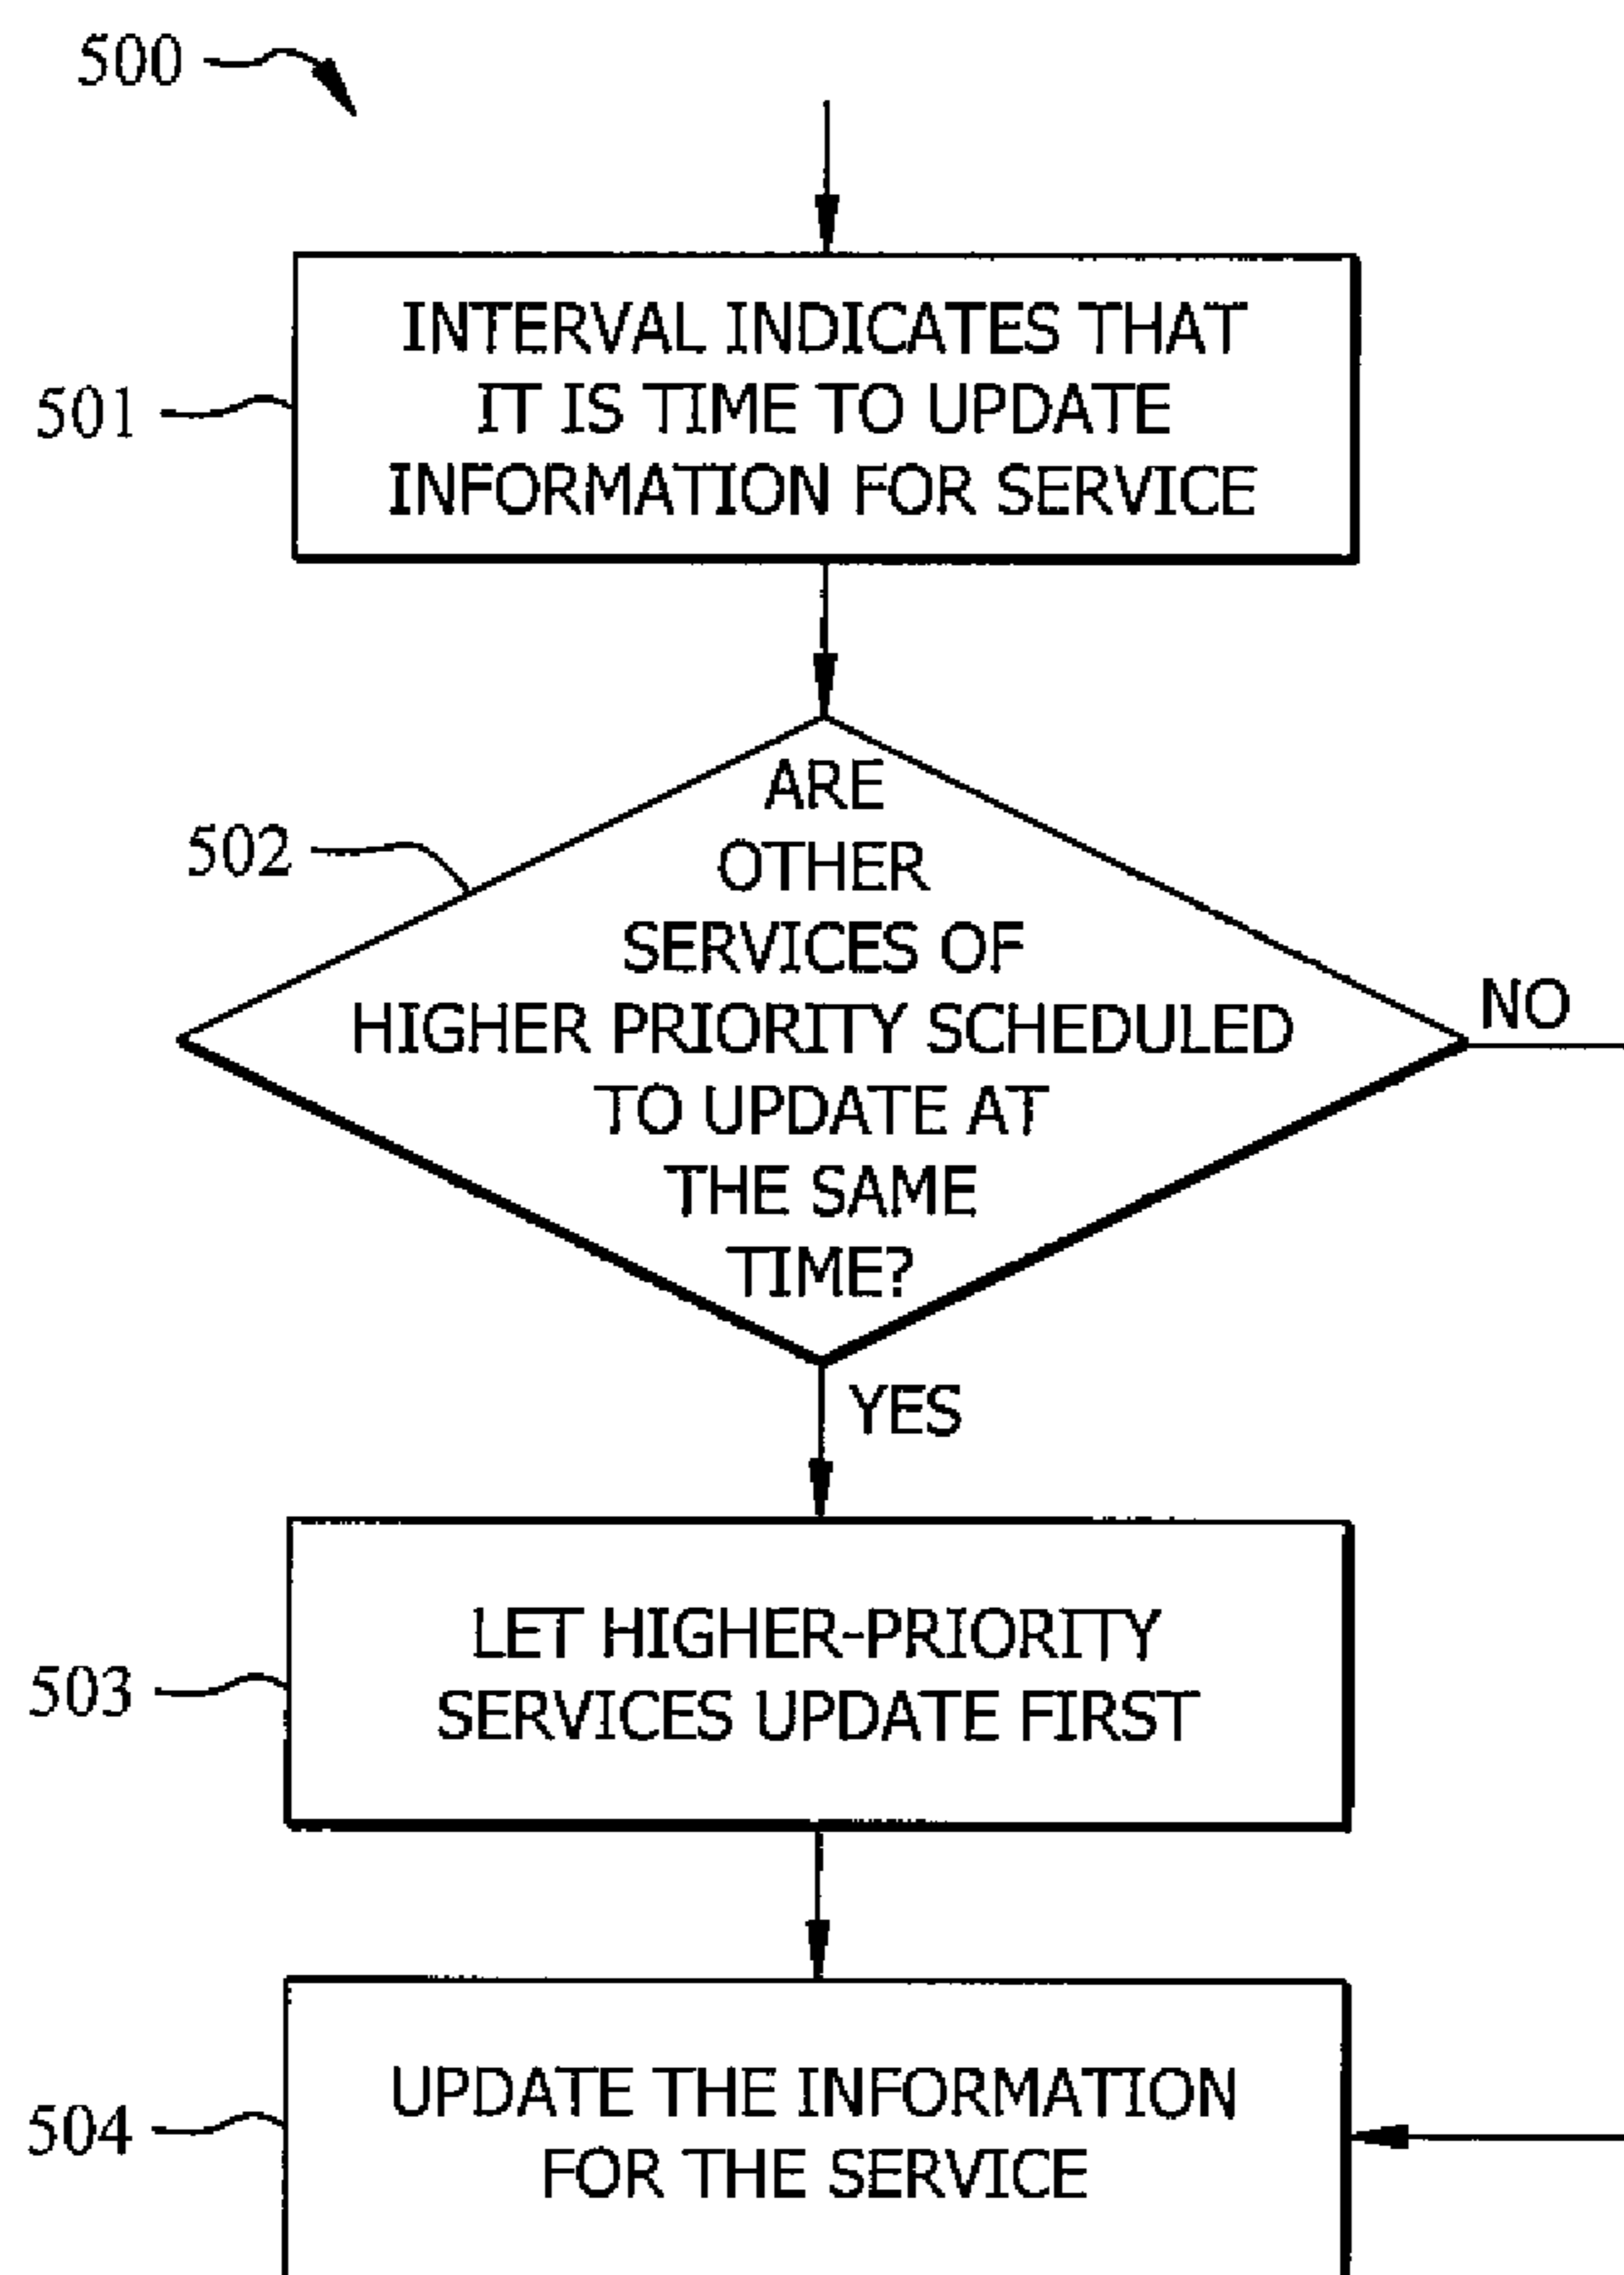 500
501
INTERVAL INDICATES THAT
IT IS TIME TO UPDATE
INFORMATION FOR SERVICE
502
ARE
OTHER
SERVICES OF
HIGHER PRIORITY SCHEDULED
TO UPDATE AT
THE SAME
TIME?
NO
YES
503
LET HIGHER-PRIORITY
SERVICES UPDATE FIRST
504
UPDATE THE INFORMATION
FOR THE SERVICE